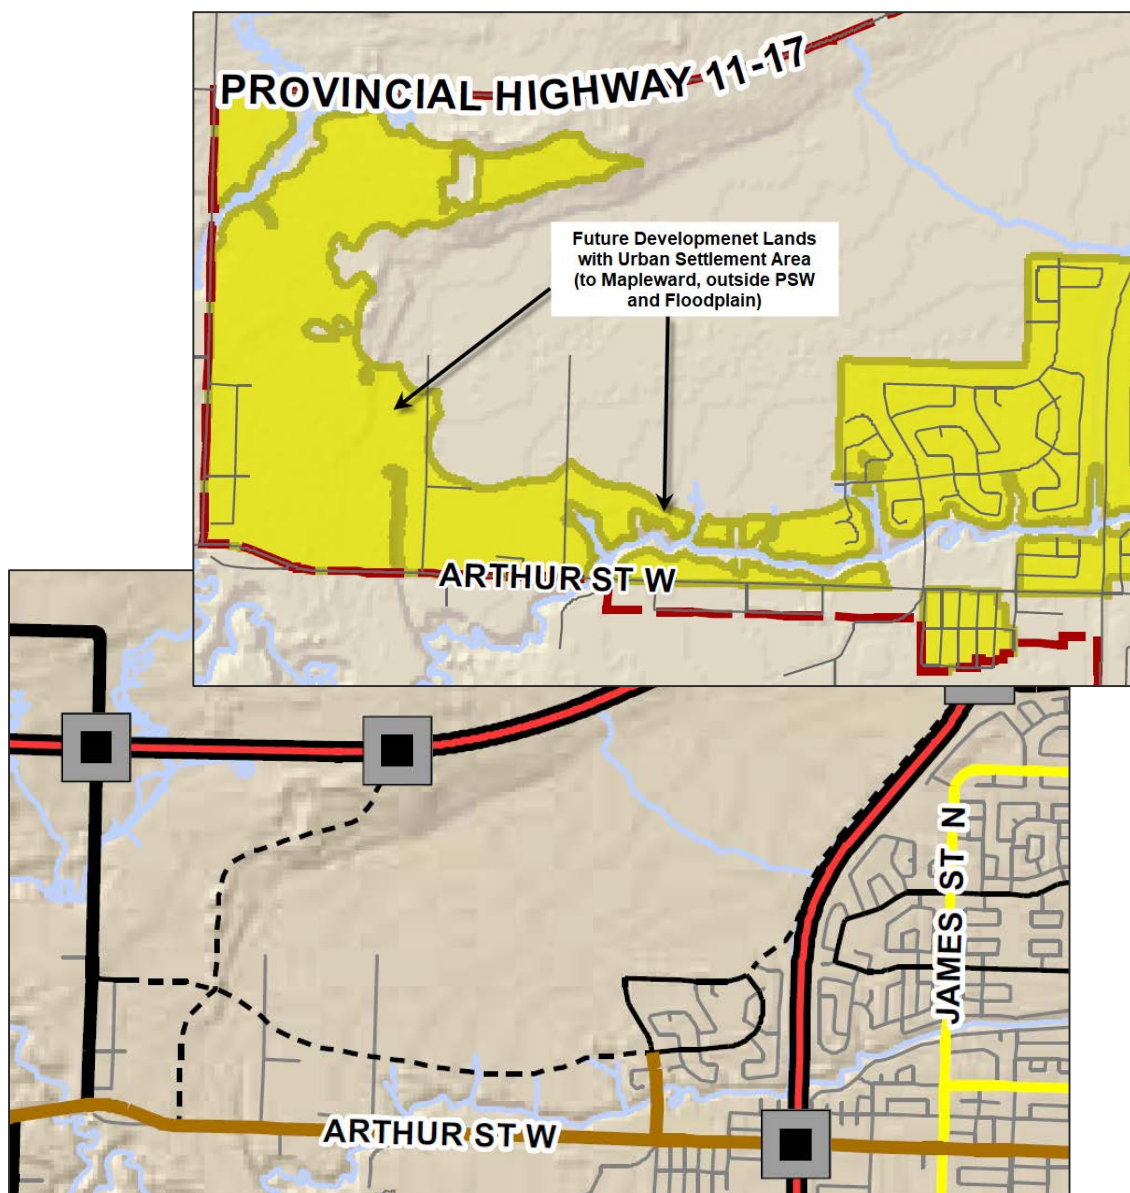 PROVINCIAL HIGHWAY 11-17
Future Developmenet Lands
with Urban Settlement Area
(to Mapleward, outside PSW
and Floodplain)
ARTHUR ST W
JAMES ST N
ARTHUR ST W